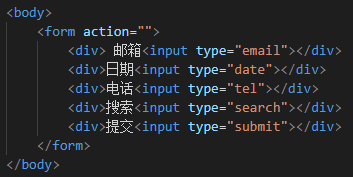 <body>
    <form action="">
        <div> 邮箱<input type="email"></div>
        <div>日期<input type="date"></div>
        <div>电话<input type="tel"></div>
        <div>搜索<input type="search"></div>
        <div>提交<input type="submit"></div>
    </form>
</body>